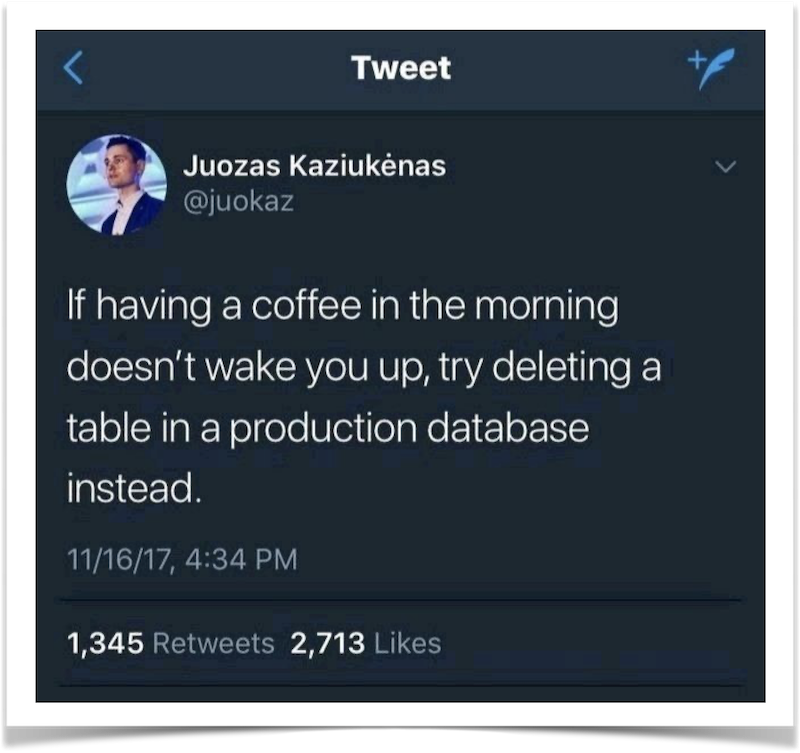 Tweet
Juozas Kaziukėnas
@juokaz
If having a coffee in the morning
doesn't wake you up, try deleting a
table in a production database
instead.
11/16/17, 4:34 PM
1,345 Retweets 2,713 Likes